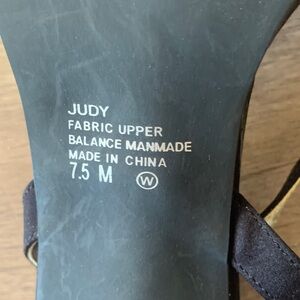 JUDY
FABRIC UPPER
BALANCE MANMADE
MADE IN CHINA
7.5 M W